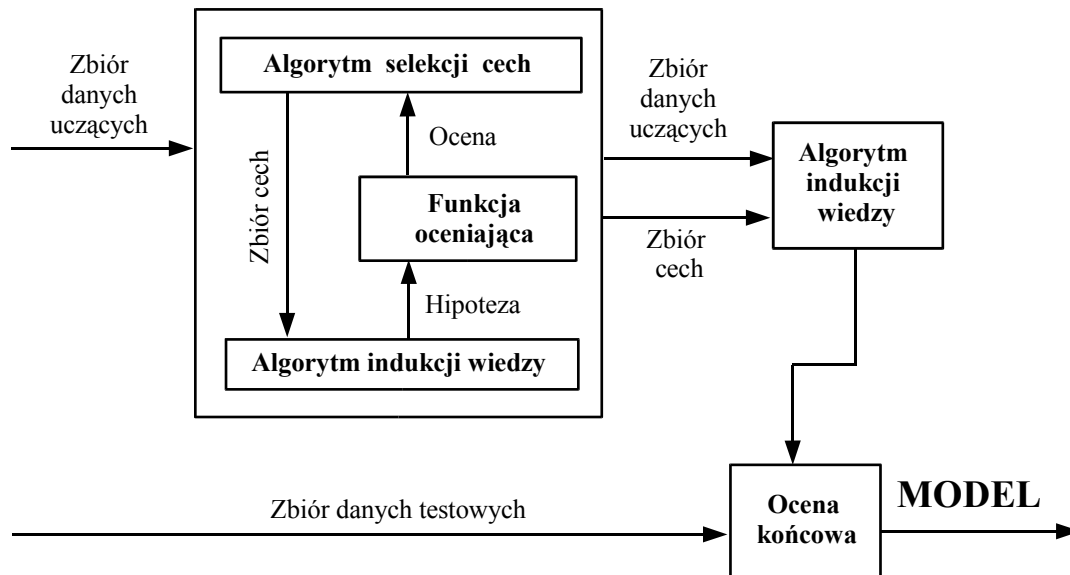 Zbiór
danych
uczących
Algorytm selekcji cech
Ocena
Zbiór cech
Funkcja
oceniająca
Hipoteza
Algorytm indukcji wiedzy
Zbiór
danych
uczących
Zbiór
cech
Algorytm
indukcji
wiedzy
Zbiór danych testowych
Ocena
końcowa
MODEL